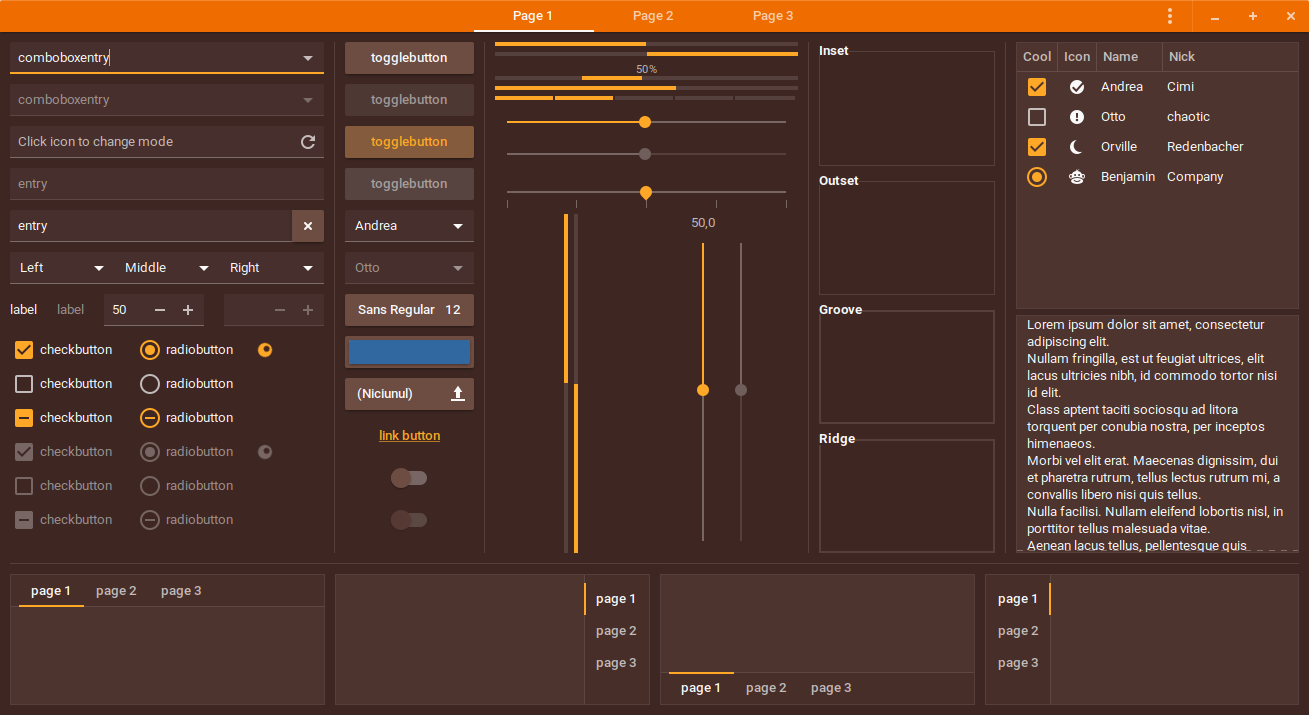 Page 1 Page 2 Page 3
comboboxentry
comboboxentry
Click icon to change mode
entry
entry
Left Middle Right
label label 50
checkbutton radiobutton
checkbutton radiobutton
checkbutton radiobutton
checkbutton radiobutton
checkbutton radiobutton
checkbutton radiobutton
togglebutton
togglebutton
togglebutton
togglebutton
Andrea
Otto
Sans Regular 12
(Niciunul)
link button
50%
50,0
Inset
Outset
Groove
Ridge
Cool Icon Name Nick
Andrea Cimi
Otto chaotic
Orville Redenbacher
Benjamin Company
Lorem ipsum dolor sit amet, consectetur
adipiscing elit.
Nullam fringilla, est ut feugiat ultrices, elit
lacus ultricies nibh, id commodo tortor nisi
id elit.
Class aptent taciti sociosqu ad litora
torquent per conubia nostra, per inceptos
himenaeos.
Morbi vel elit erat. Maecenas dignissim, dui
et pharetra rutrum, tellus lectus rutrum mi, a
convallis libero nisi quis tellus.
Nulla facilisi. Nullam eleifend lobortis nisl, in
porttitor tellus malesuada vitae.
Aenean lacus tellus, pellentesque quis
page 1 page 2 page 3
page 1
page 2
page 3
page 1 page 2 page 3
page 1
page 2
page 3